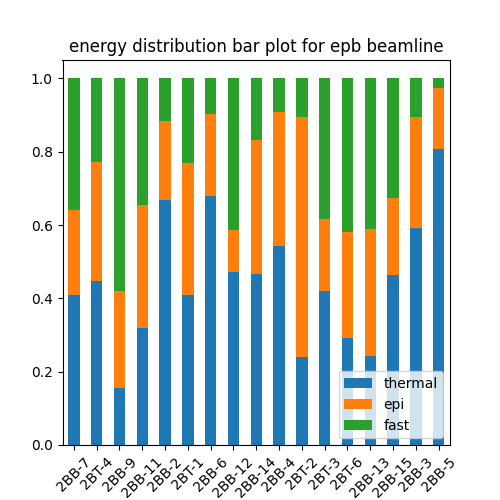 energy distribution bar plot for epb beamline
1.0
0.8
0.6
0.4
0.2
0.0
thermal
epi
fast
2BB-7
2BT-4
2BB-9
2BB-11
2BB-2
2BT-1
2BB-6
2BB-12
2BB-14
2BB-4
2BT-2
2BT-3
2BT-6
2BB-13
2BB-15
2BB-3
2BB-5